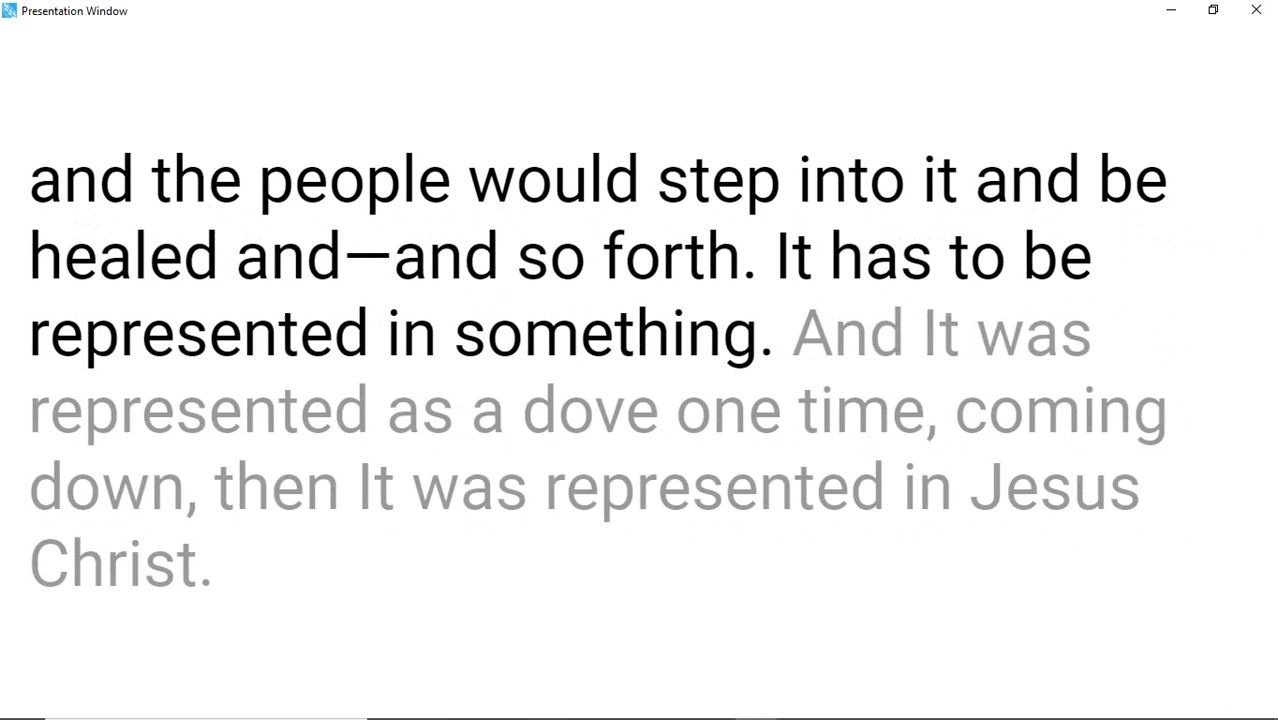 Presentation Window
and the people would step into it and be
healed and—and so forth. It has to be
represented in something. And It was
represented as a dove one time, coming
down, then It was represented in Jesus
Christ.